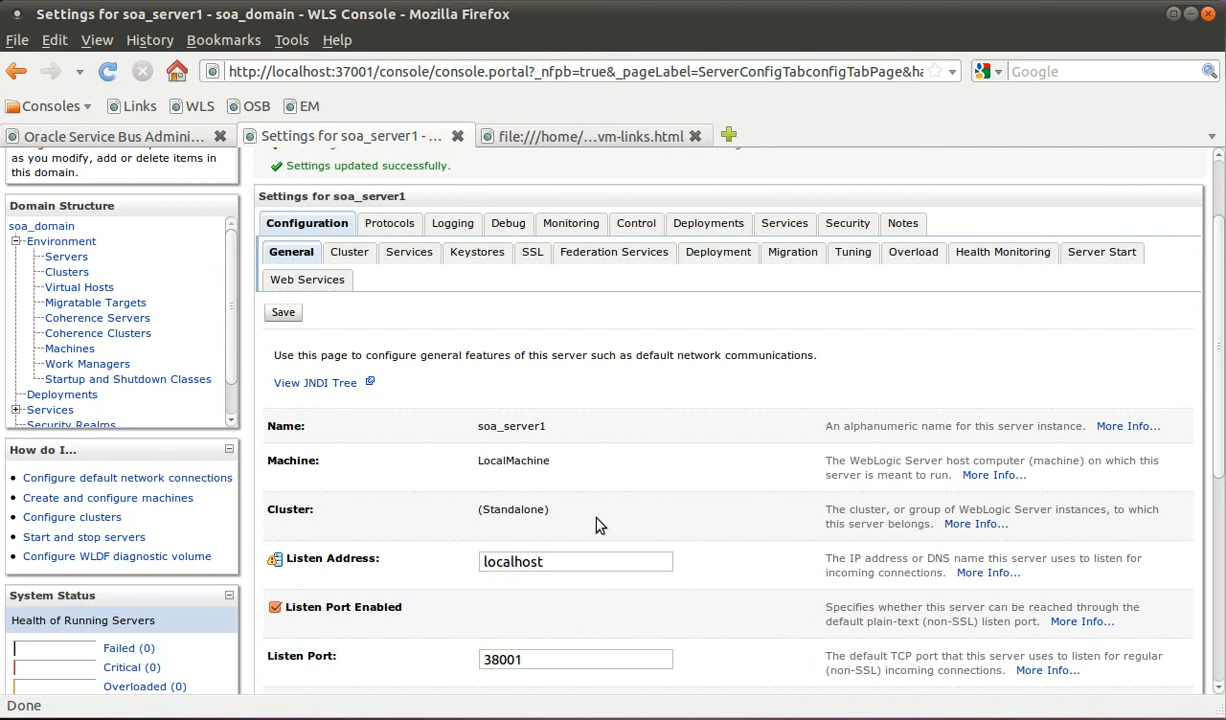 Settings for soa_server1 - soa_domain - WLS Console - Mozilla Firefox
File Edit View History Bookmarks Tools Help
http://localhost:37001/console/console.portal?_nfpb=true&_pageLabel=ServerConfigTabconfigTabPage&ha
Google
Consoles Links WLS OSB EM
Oracle Service Bus Admini...
Settings for soa_server1 - ...
file:///home/...vm-links.html
as you modify, add or delete items in
this domain.
Domain Structure
soa_domain
Environment
Servers
Clusters
Virtual Hosts
Migratable Targets
Coherence Servers
Coherence Clusters
Machines
Work Managers
Startup and Shutdown Classes
Deployments
Services
Security Realms
How do I...
Configure default network connections
Create and configure machines
Configure clusters
Start and stop servers
Configure WLDF diagnostic volume
System Status
Health of Running Servers
Failed (0)
Critical (0)
Overloaded (0)
Settings updated successfully.
Settings for soa_server1
Configuration Protocols Logging Debug Monitoring Control Deployments Services Security Notes
General Cluster Services Keystores SSL Federation Services Deployment Migration Tuning Overload Health Monitoring Server Start
Web Services
Save
Use this page to configure general features of this server such as default network communications.
View JNDI Tree
Name: soa_server1 An alphanumeric name for this server instance. More Info...
Machine: LocalMachine The WebLogic Server host computer (machine) on which this
server is meant to run. More Info...
Cluster: (Standalone) The cluster, or group of WebLogic Server instances, to which
this server belongs. More Info...
Listen Address: localhost The IP address or DNS name this server uses to listen for
incoming connections. More Info...
Listen Port Enabled Specifies whether this server can be reached through the
default plain-text (non-SSL) listen port. More Info...
Listen Port: 38001 The default TCP port that this server uses to listen for regular
(non-SSL) incoming connections. More Info...
Done